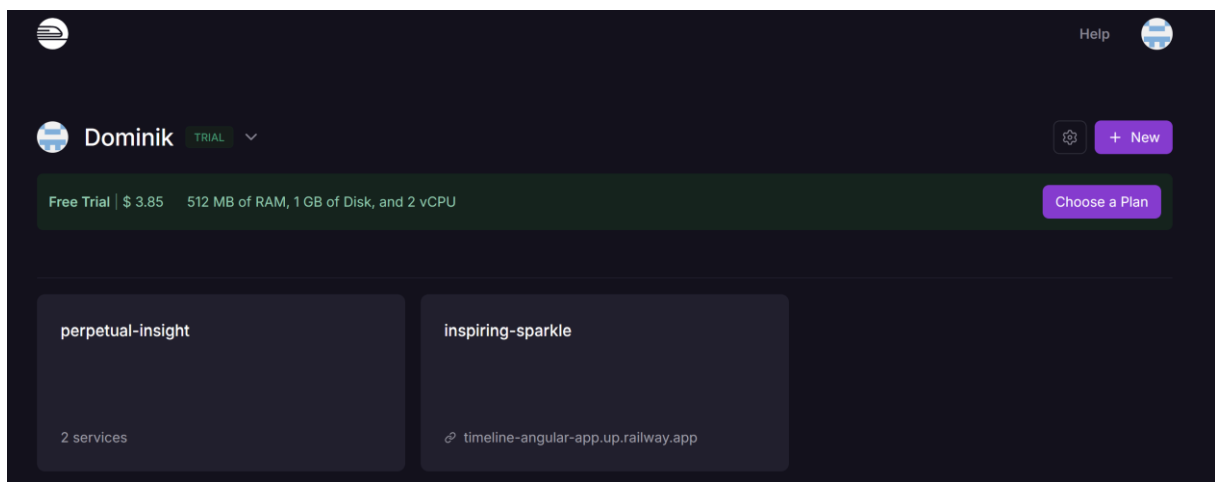 Help
Dominik TRIAL
+ New
Free Trial | $ 3.85 512 MB of RAM, 1 GB of Disk, and 2 vCPU
Choose a Plan
perpetual-insight
inspiring-sparkle
2 services
timeline-angular-app.up.railway.app